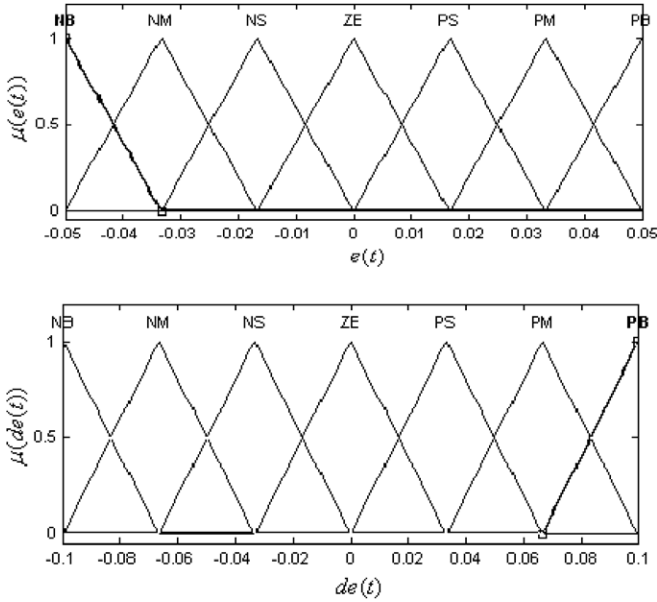 NB NM NS ZE PS PM PB
1
0.5
0
μ(e(t))
-0.05 -0.04 -0.03 -0.02 -0.01 0 0.01 0.02 0.03 0.04 0.05
e(t)
NB NM NS ZE PS PM PB
1
0.5
0
μ(de(t))
-0.1 -0.08 -0.06 -0.04 -0.02 0 0.02 0.04 0.06 0.08 0.1
de(t)